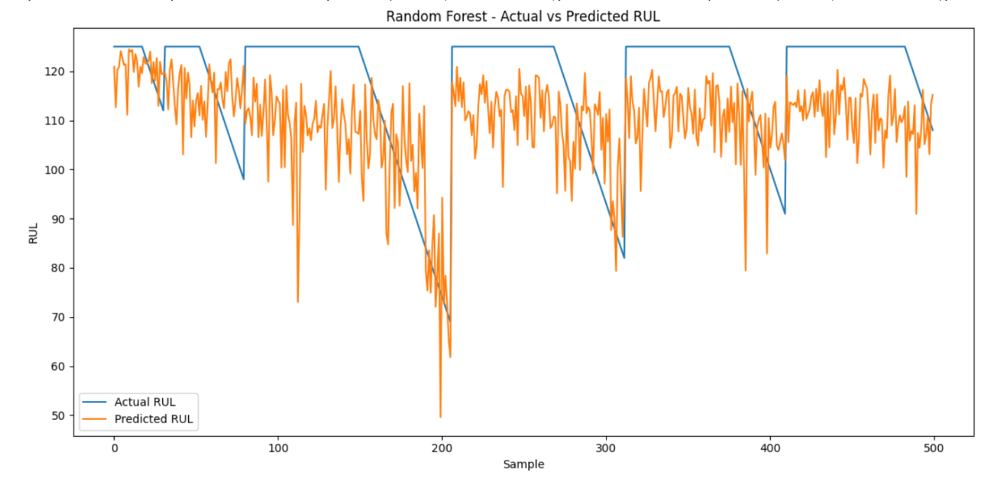 Random Forest - Actual vs Predicted RUL
120
110
100
90
80
70
60
50
RUL
Actual RUL
Predicted RUL
0 100 200 300 400 500
Sample